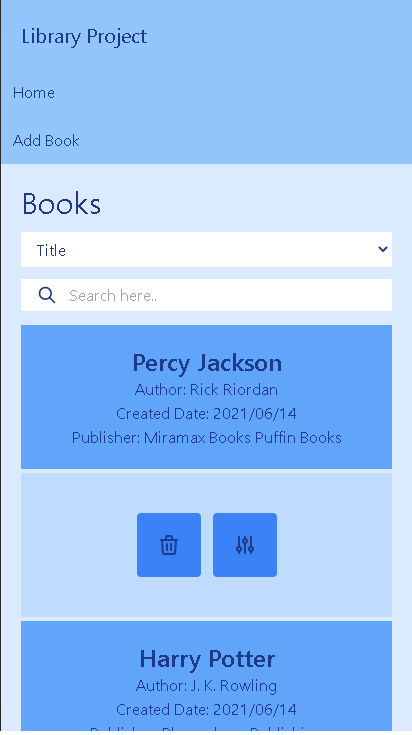 Library Project
Home
Add Book
Books
Title
Search here..
Percy Jackson
Author: Rick Riordan
Created Date: 2021/06/14
Publisher: Miramax Books Puffin Books
Harry Potter
Author: J. K. Rowling
Created Date: 2021/06/14